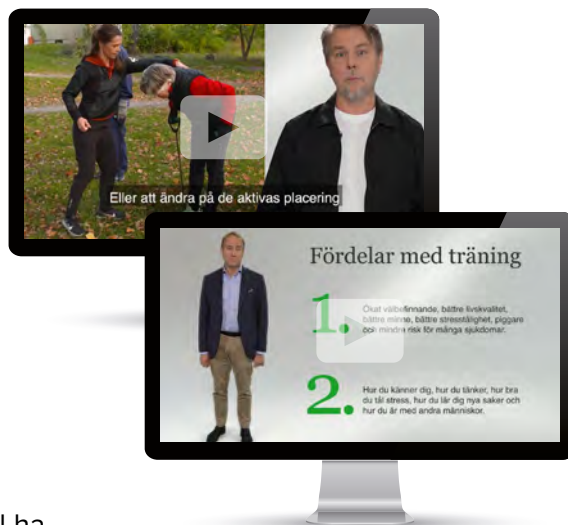 Eller att ändra på de aktivas placering
Fördelar med träning
1.
Ökat välbefinnande, bättre livskvalitet,
bättre minne, bättre stresstålighet, piggare
och mindre risk för många sjukdomar.
2.
Hur du känner dig, hur du tänker, hur bra
du tål stress, hur du lär dig nya saker och
hur du är med andra människor.
l ha